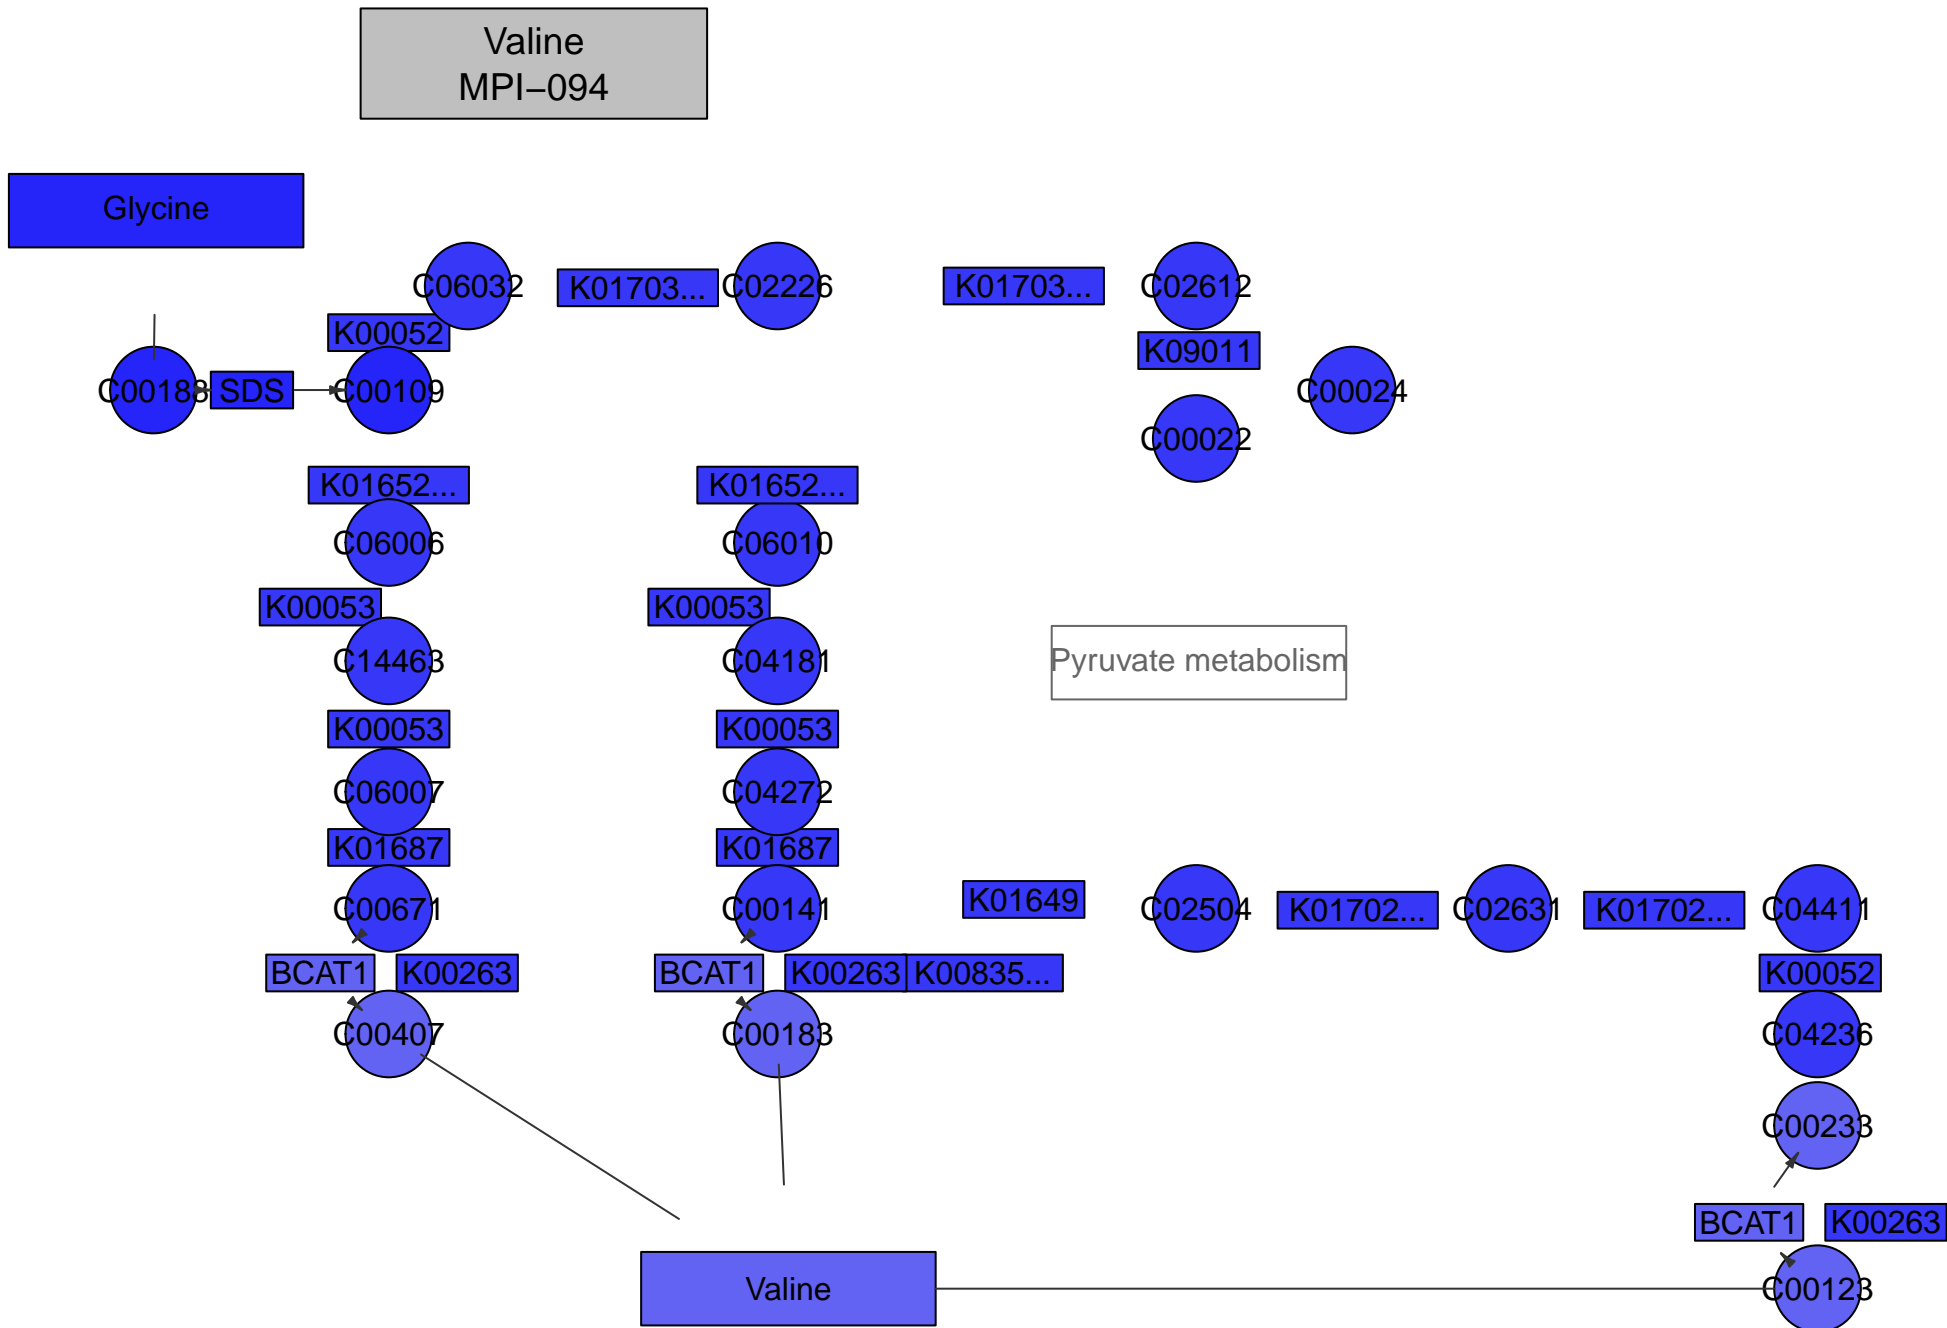 Valine
MPI−094
Glycine
C06032
K01703...
C02226
K01703...
C02612
K00052
K09011
C00188
SDS
C00109
C00024
C00022
K01652...
K01652...
C06006
C06010
K00053
K00053
C14463
C04181
Pyruvate metabolism
K00053
K00053
C06007
C04272
K01687
K01687
C00671
C00141
K01649
C02504
K01702...
C02631
K01702...
C04411
BCAT1
K00263
BCAT1
K00263
K00835...
K00052
C00407
C00183
C04236
C00233
BCAT1
K00263
Valine
C00123